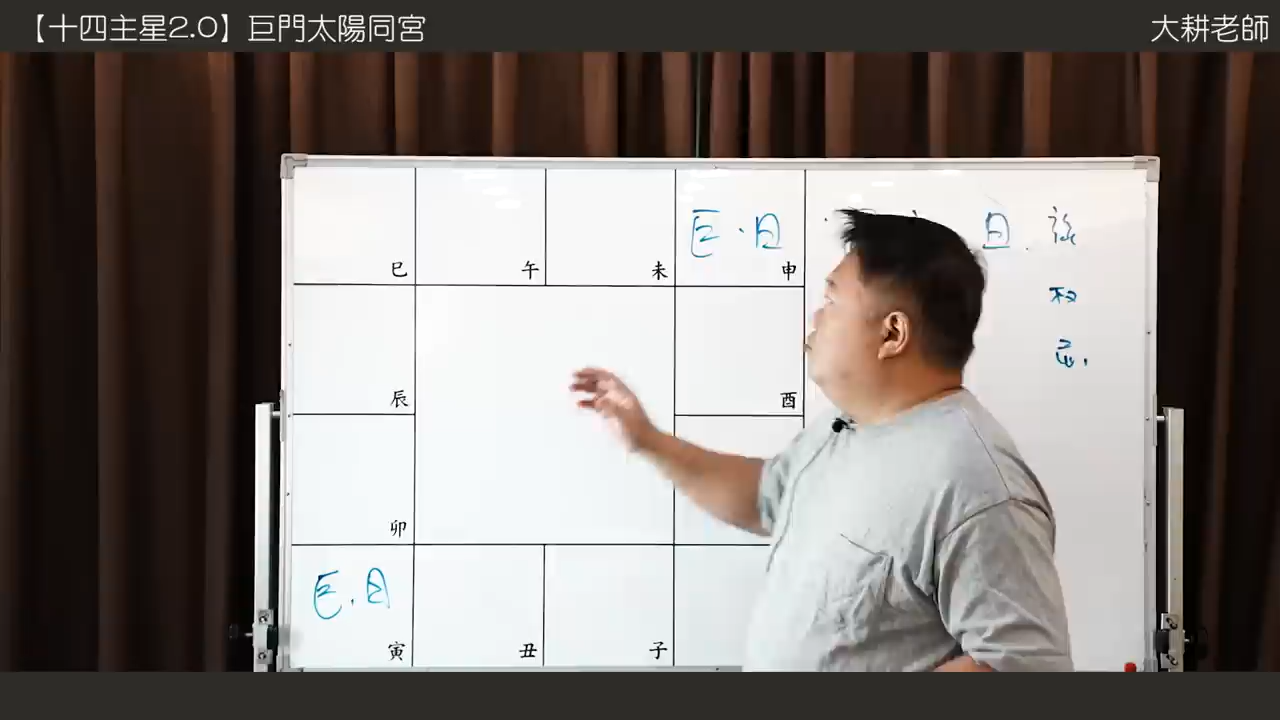 【十四主星2.0】巨門太陽同宮
大耕老師
巨·日
日.
祿
权
忌.
巳
午
未
申
辰
酉
卯
巨.日
寅
丑
子